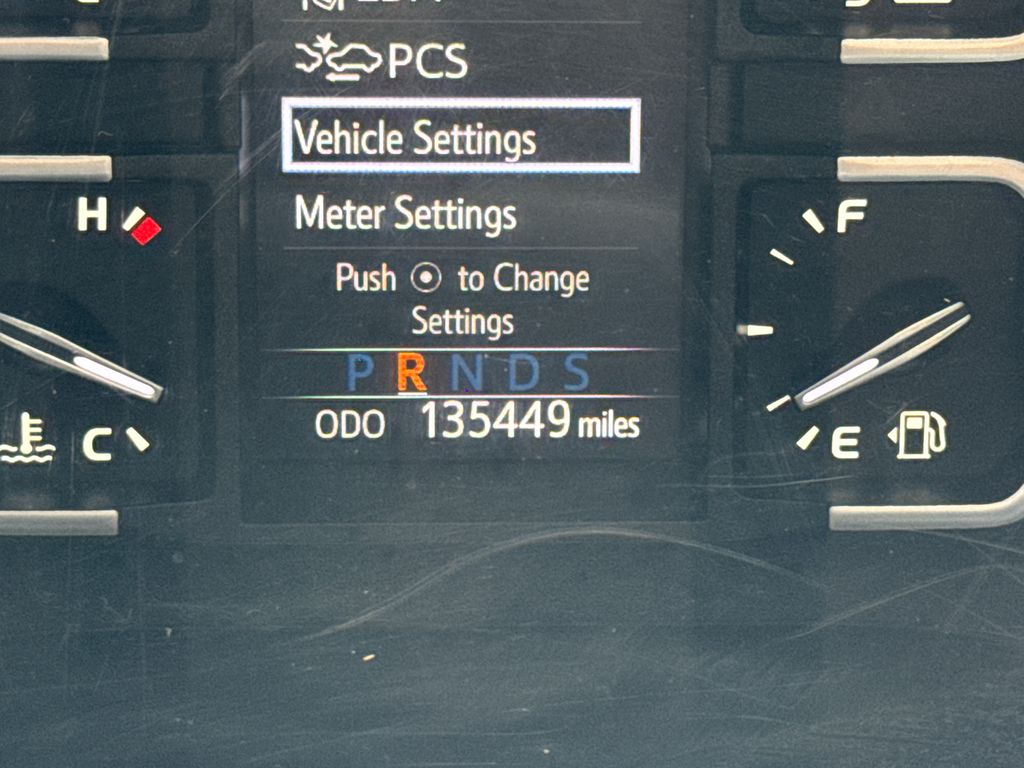 PCS
Vehicle Settings
Meter Settings
Push to Change
Settings
P R N D S
ODO 135449 miles
H
C
F
E